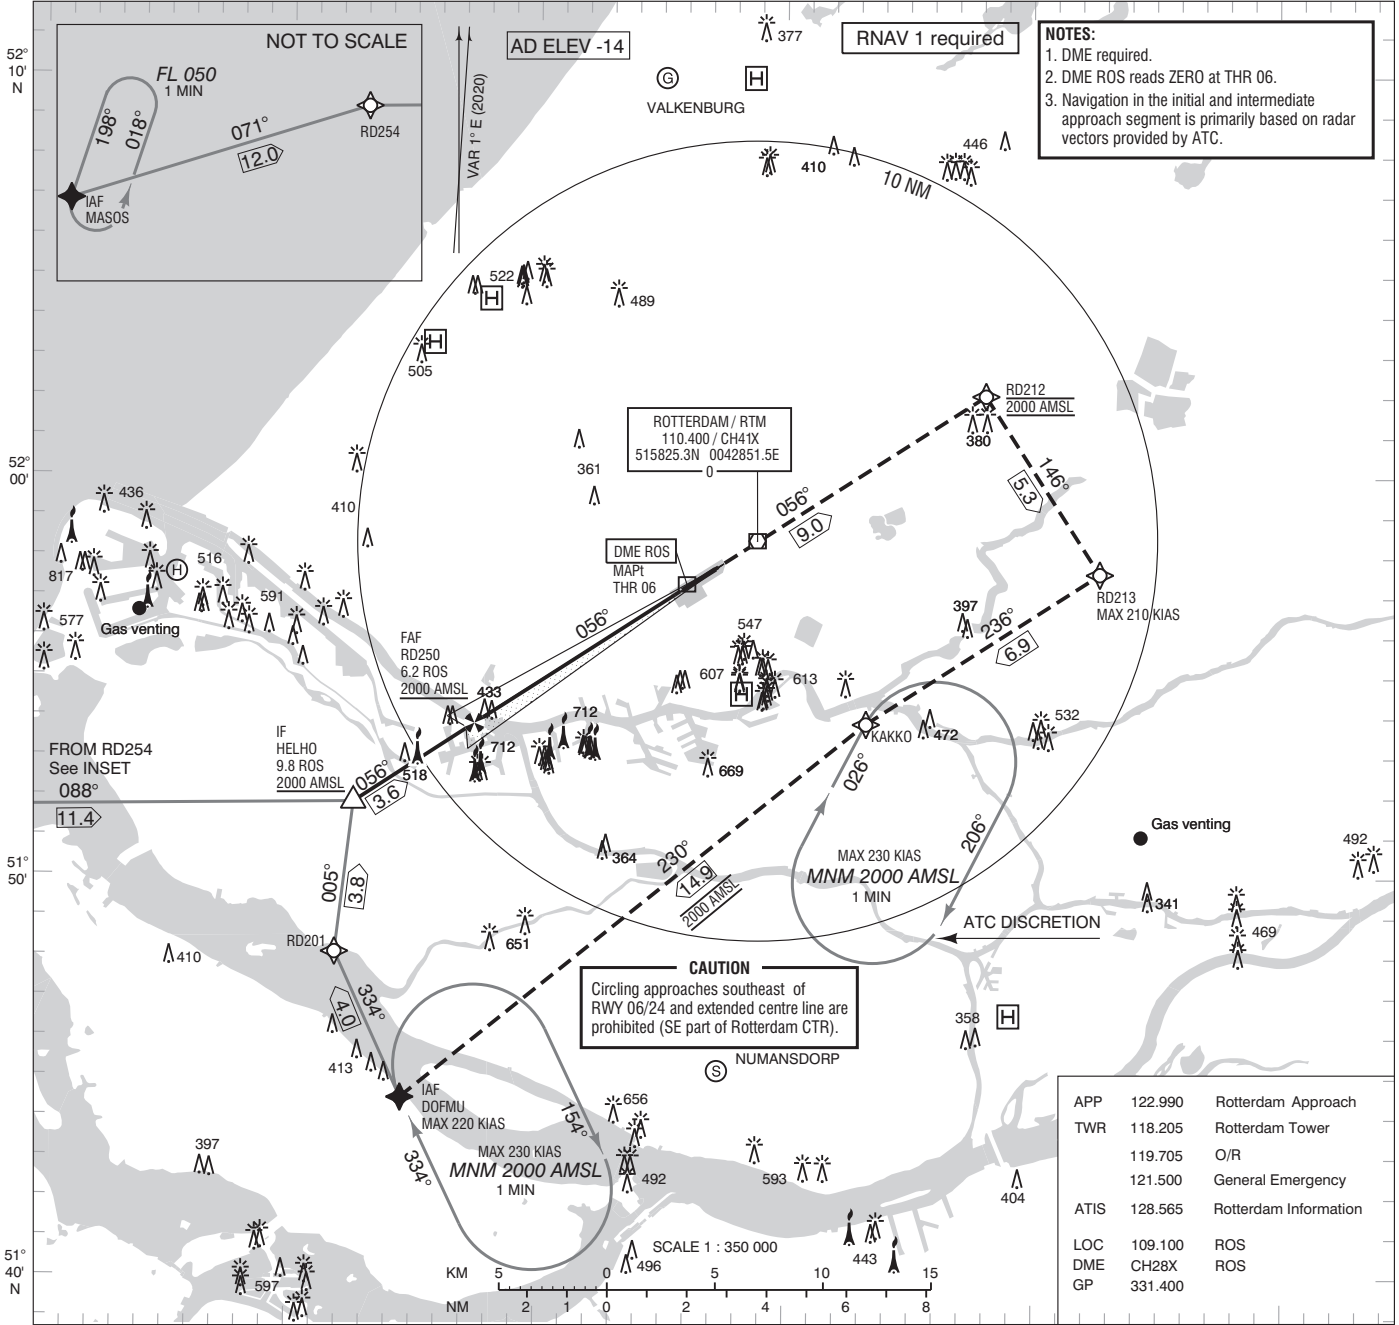 NOT TO SCALE
FL 050
1 MIN
198°
018°
071°
12.0
RD254
IAF
MASOS
VAR 1° E (2020)
AD ELEV -14
377
G
VALKENBURG
H
RNAV 1 required
NOTES:
1. DME required.
2. DME ROS reads ZERO at THR 06.
3. Navigation in the initial and intermediate
approach segment is primarily based on radar
vectors provided by ATC.
52°
10'
N
410
446
10 NM
522
H
489
H
505
RD212
2000 AMSL
380
ROTTERDAM / RTM
110.400 / CH41X
515825.3N 0042851.5E
0
361
410
52°
00'
146°
5.3
056°
9.0
436
817
H
516
591
577
Gas venting
DME ROS
MAPt
THR 06
RD213
MAX 210 KIAS
397
236°
6.9
056°
547
607
H
613
FAF
RD250
6.2 ROS
2000 AMSL
433
712
712
KAKKO
472
532
IF
HELHO
9.8 ROS
2000 AMSL
518
056°
3.6
669
FROM RD254
See INSET
088°
11.4
026°
206°
Gas venting
492
364
230°
14.9
2000 AMSL
MAX 230 KIAS
MNM 2000 AMSL
1 MIN
51°
50'
005°
3.8
341
ATC DISCRETION
469
RD201
651
410
CAUTION
Circling approaches southeast of
RWY 06/24 and extended centre line are
prohibited (SE part of Rotterdam CTR).
334°
4.0
358
H
413
S
NUMANSDORP
IAF
DOFMU
MAX 220 KIAS
656
154°
397
334°
MAX 230 KIAS
MNM 2000 AMSL
1 MIN
492
593
404
APP 122.990 Rotterdam Approach
TWR 118.205 Rotterdam Tower
119.705 O/R
121.500 General Emergency
ATIS 128.565 Rotterdam Information
LOC 109.100 ROS
DME CH28X ROS
GP 331.400
443
51°
40'
N
597
496
SCALE 1 : 350 000
KM 5 0 5 10 15
NM 2 1 0 2 4 6 8